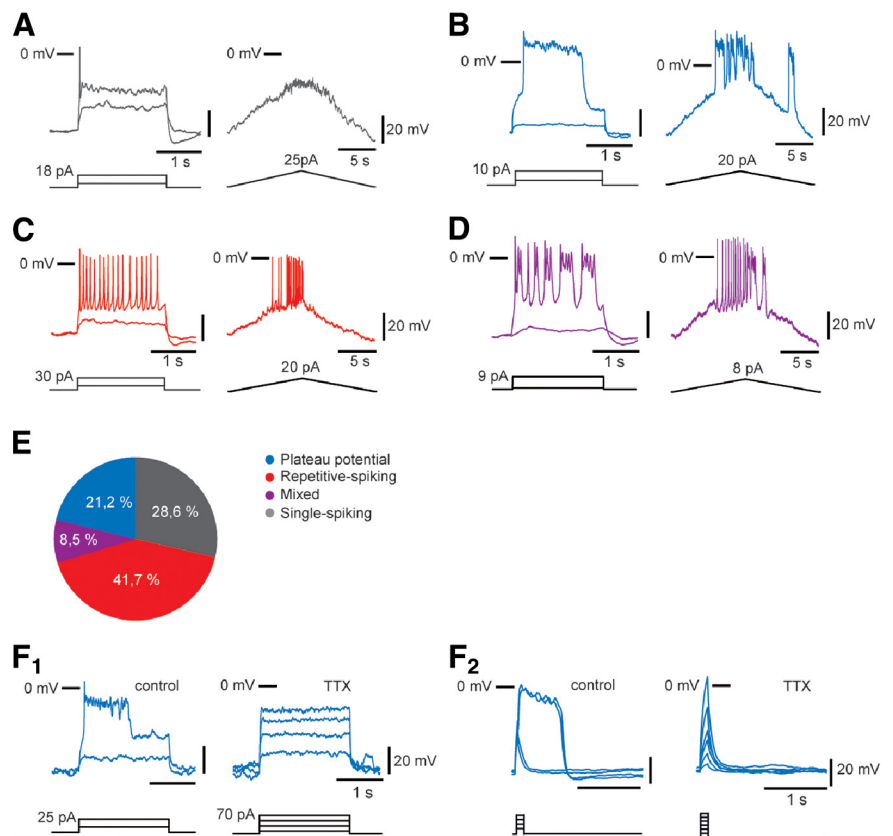 A
B
0 mV
0 mV
0 mV
0 mV
20 mV
20 mV
1 s
5 s
1 s
5 s
18 pA
25pA
10 pA
20 pA
C
D
0 mV
0 mV
0 mV
0 mV
20 mV
20 mV
1 s
5 s
1 s
5 s
30 pA
20 pA
9 pA
8 pA
E
Plateau potential
Repetitive-spiking
Mixed
Single-spiking
21,2 %
28,6 %
8,5 %
41,7 %
F1
F2
0 mV
control
0 mV
TTX
0 mV
control
0 mV
TTX
20 mV
20 mV
1 s
1 s
25 pA
70 pA